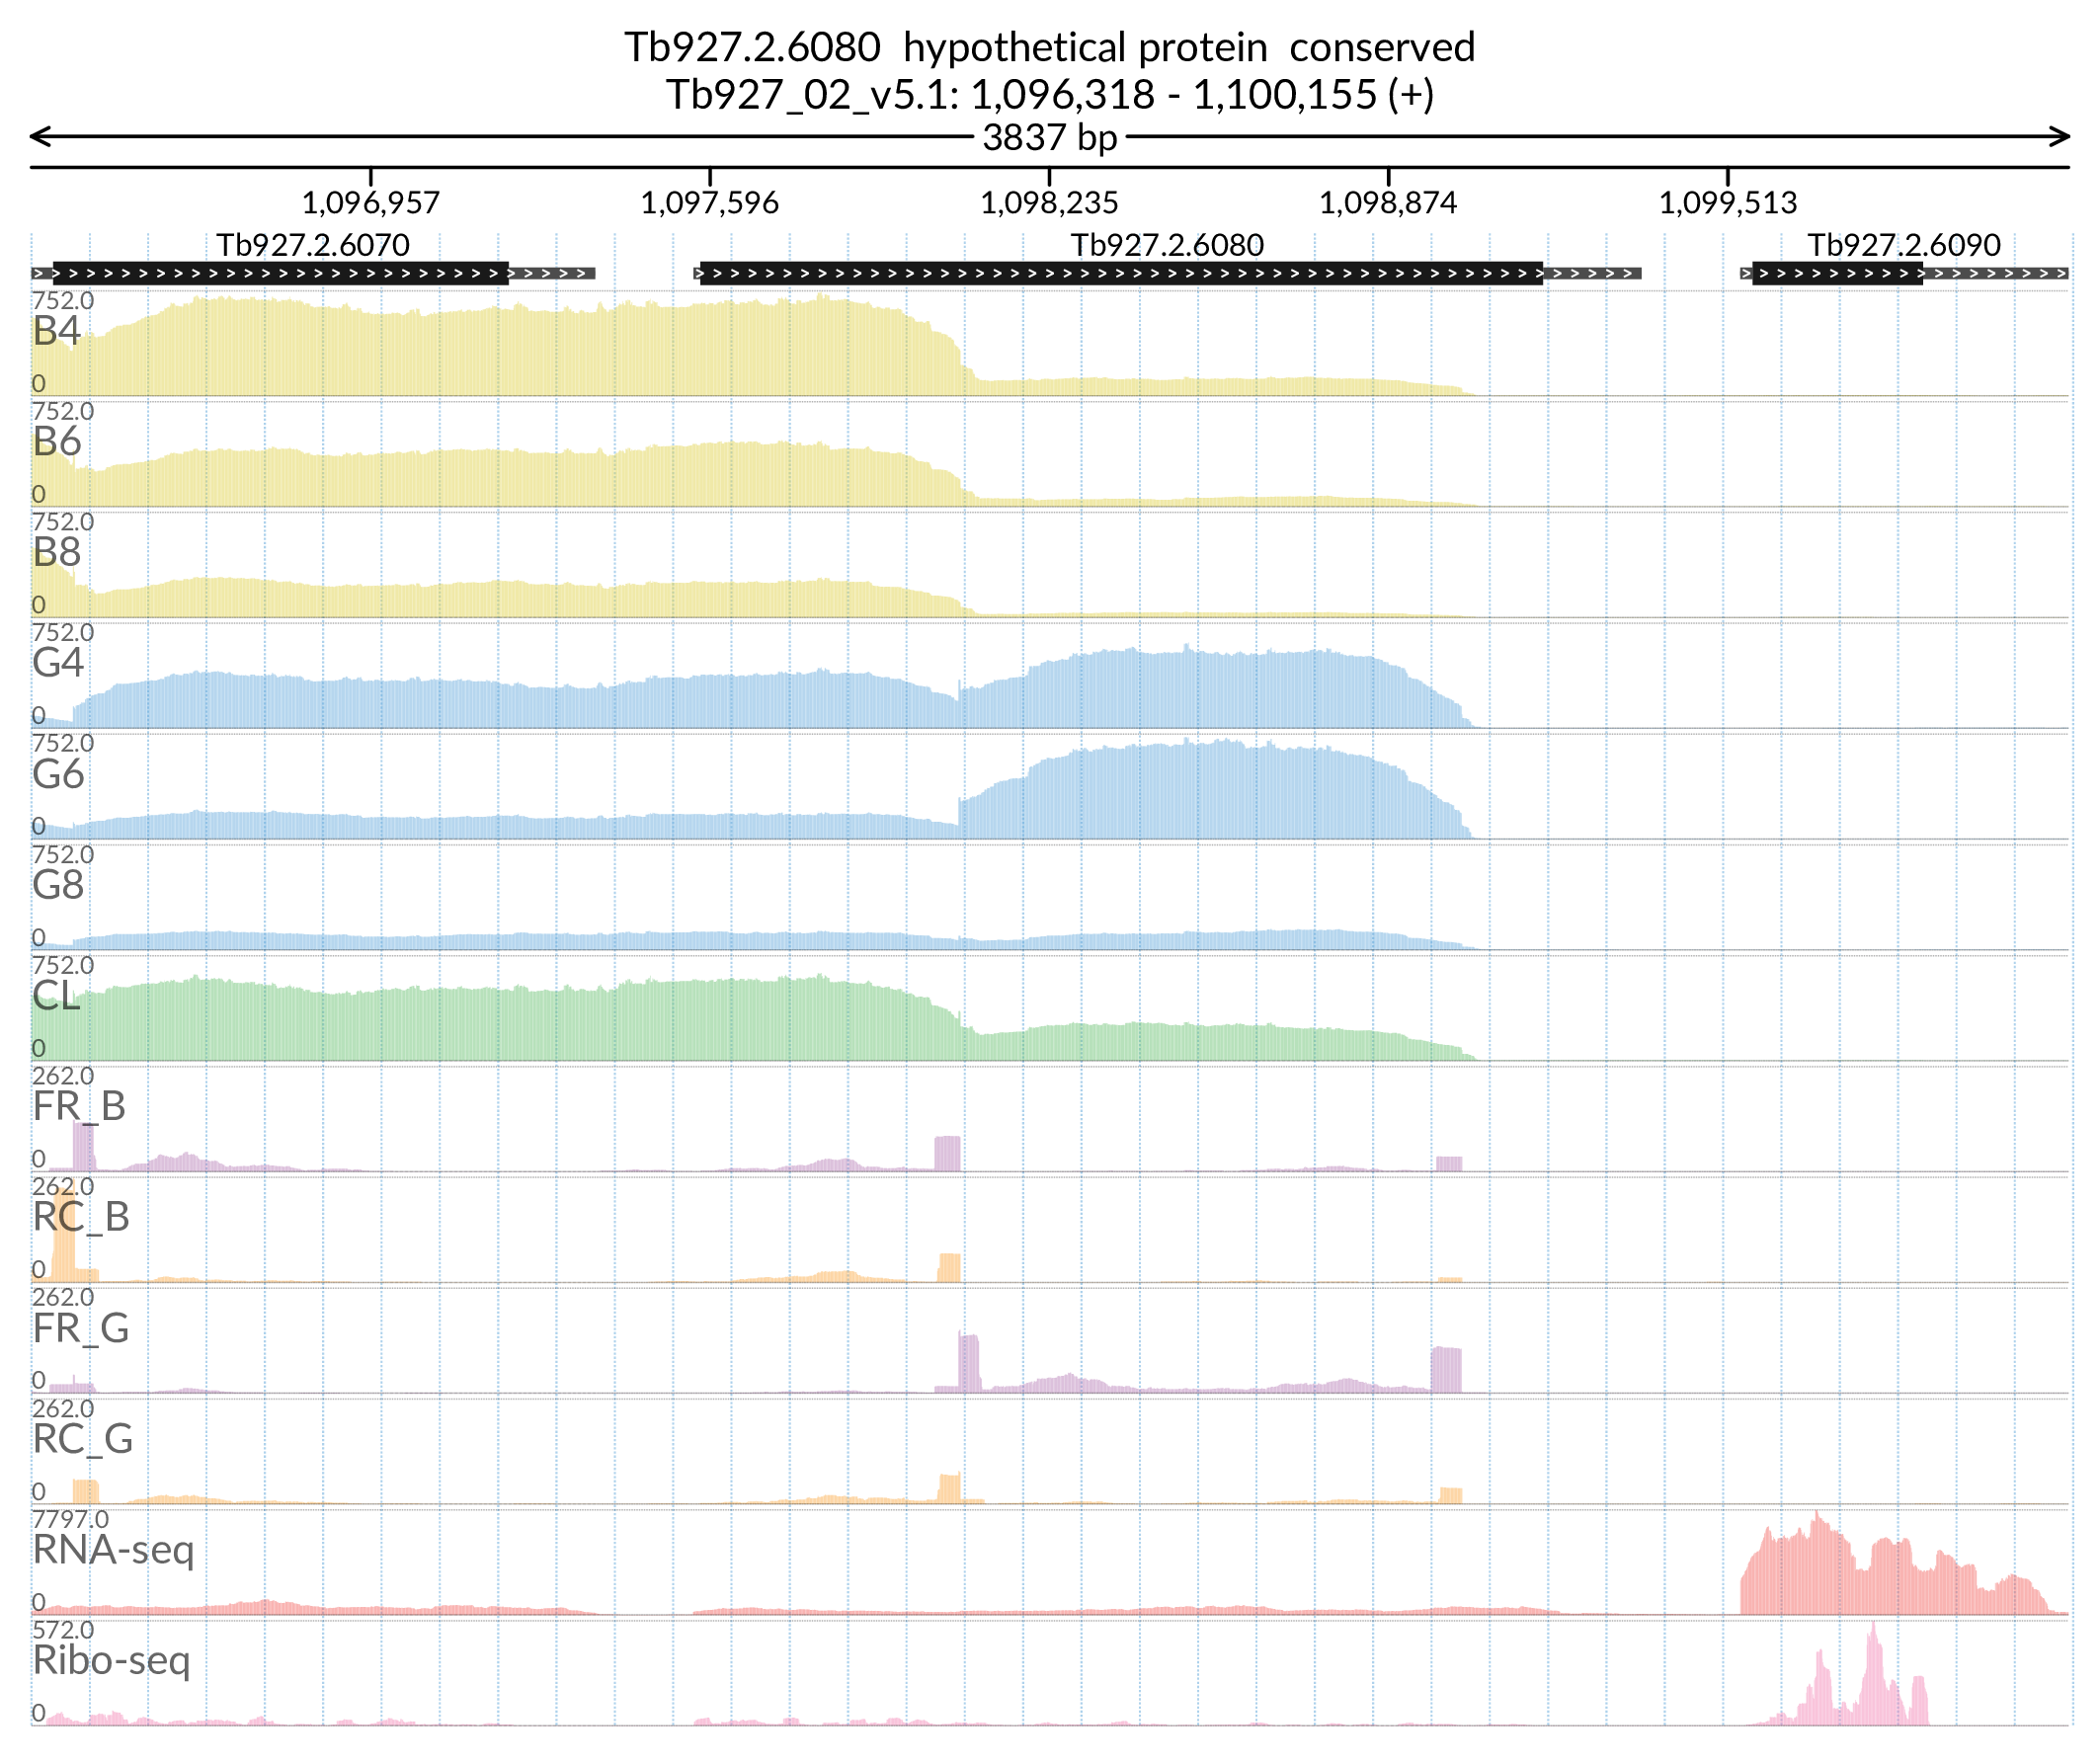 Tb927.2.6080 hypothetical protein conserved
Tb927_02_v5.1: 1,096,318 - 1,100,155 (+)
3837 bp
1,096,957 1,097,596 1,098,235 1,098,874 1,099,513
Tb927.2.6070 Tb927.2.6080 Tb927.2.6090
752.0
B4
0
752.0
B6
0
752.0
B8
0
752.0
G4
0
752.0
G6
0
752.0
G8
0
752.0
CL
0
262.0
FR_B
0
262.0
RC_B
0
262.0
FR_G
0
262.0
RC_G
0
7797.0
RNA-seq
0
572.0
Ribo-seq
0